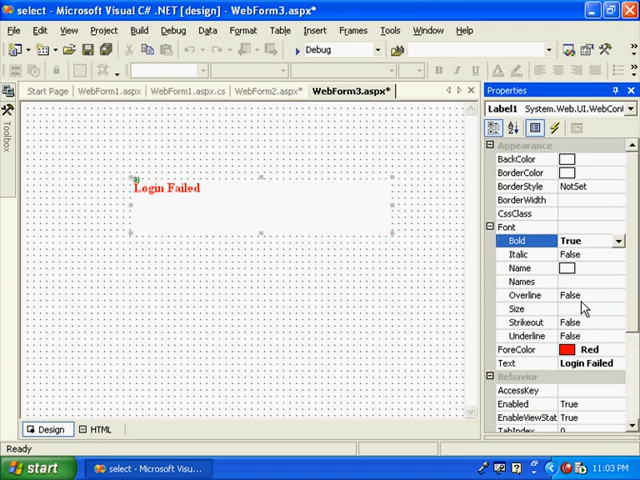 select - Microsoft Visual C# .NET [design] - WebForm3.aspx*
File Edit View Project Build Debug Data Format Table Insert Frames Tools Window Help
Debug
Start Page WebForm1.aspx WebForm1.aspx.cs WebForm2.aspx* WebForm3.aspx*
Toolbox
Login Failed
Design HTML
Properties
Label1 System.Web.UI.WebCont
Appearance
BackColor
BorderColor
BorderStyle NotSet
BorderWidth
CssClass
Font
Bold True
Italic False
Name
Names
Overline False
Size
Strikeout False
Underline False
ForeColor Red
Text Login Failed
Behavior
AccessKey
Enabled True
EnableViewStat True
TabIndex 0
Ready
start select - Microsoft Visu... 11:03 PM